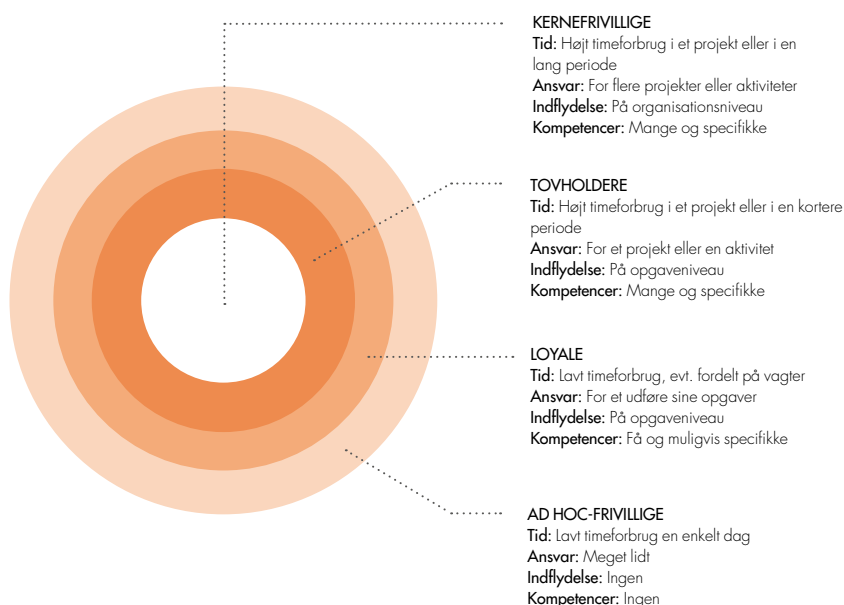 KERNEFRIVILLIGE
Tid: Højt timeforbrug i et projekt eller i en
lang periode
Ansvar: For flere projekter eller aktiviteter
Indflydelse: På organisationsniveau
Kompetencer: Mange og specifikke
TOVHOLDERE
Tid: Højt timeforbrug i et projekt eller i en kortere
periode
Ansvar: For et projekt eller en aktivitet
Indflydelse: På opgaveniveau
Kompetencer: Mange og specifikke
LOYALE
Tid: Lavt timeforbrug, evt. fordelt på vagter
Ansvar: For et udføre sine opgaver
Indflydelse: På opgaveniveau
Kompetencer: Få og muligvis specifikke
AD HOC-FRIVILLIGE
Tid: Lavt timeforbrug en enkelt dag
Ansvar: Meget lidt
Indflydelse: Ingen
Kompetencer: Ingen